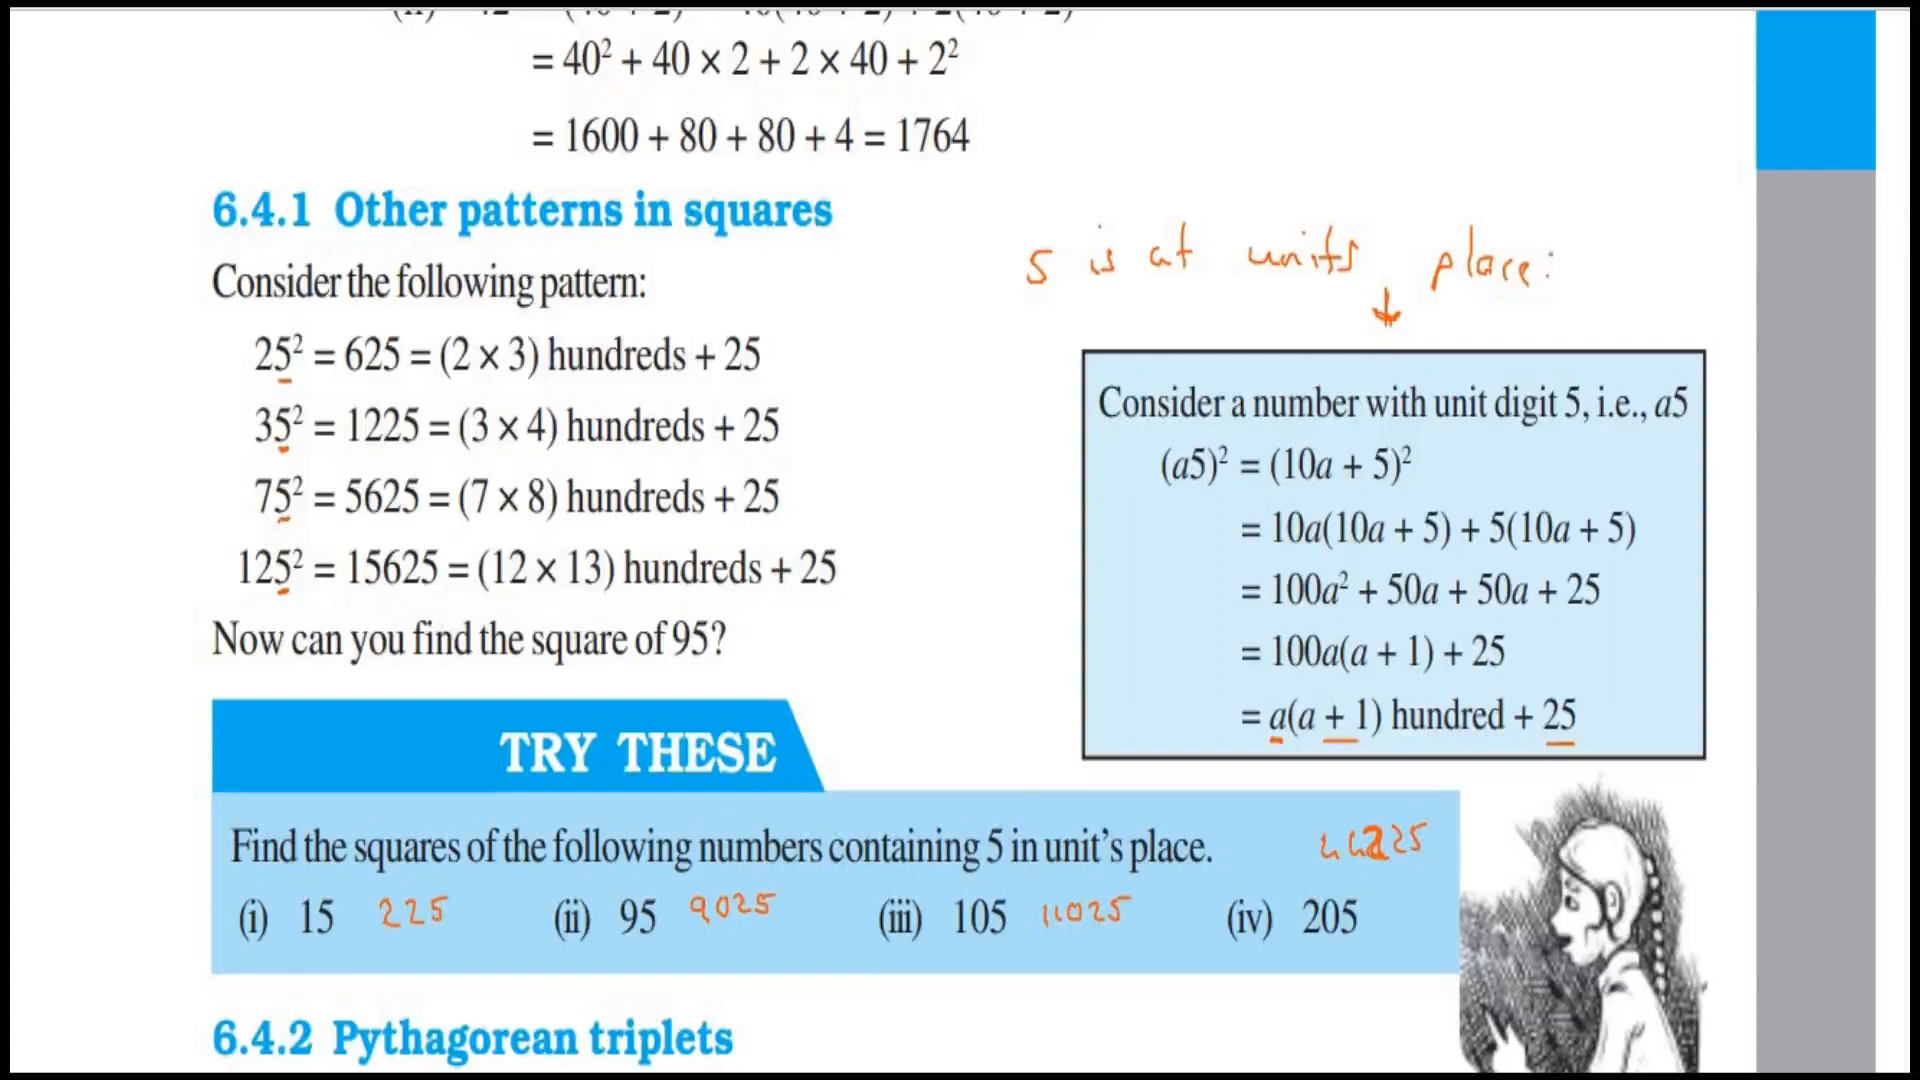 = 40² + 40 × 2 + 2 × 40 + 2²
= 1600 + 80 + 80 + 4 = 1764
6.4.1 Other patterns in squares
5 is at units place:
Consider the following pattern:
25² = 625 = (2 × 3) hundreds + 25
35² = 1225 = (3 × 4) hundreds + 25
75² = 5625 = (7 × 8) hundreds + 25
125² = 15625 = (12 × 13) hundreds + 25
Now can you find the square of 95?
Consider a number with unit digit 5, i.e., a5
(a5)² = (10a + 5)²
= 10a(10a + 5) + 5(10a + 5)
= 100a² + 50a + 50a + 25
= 100a(a + 1) + 25
= a(a + 1) hundred + 25
TRY THESE
Find the squares of the following numbers containing 5 in unit's place.
(i) 15 225 (ii) 95 9025 (iii) 105 11025 (iv) 205
6.4.2 Pythagorean triplets